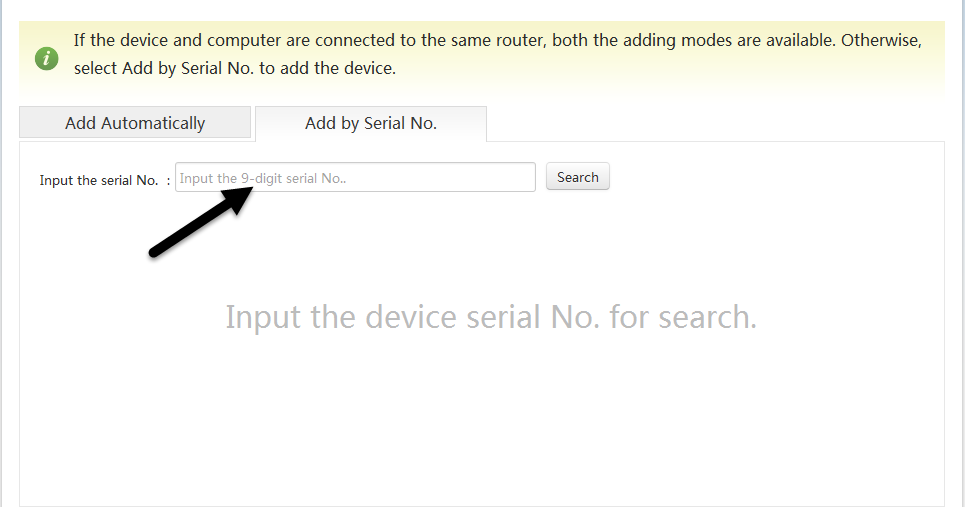 If the device and computer are connected to the same router, both the adding modes are available. Otherwise,
select Add by Serial No. to add the device.
Add Automatically
Add by Serial No.
Input the serial No. : Input the 9-digit serial No.. Search
Input the device serial No. for search.